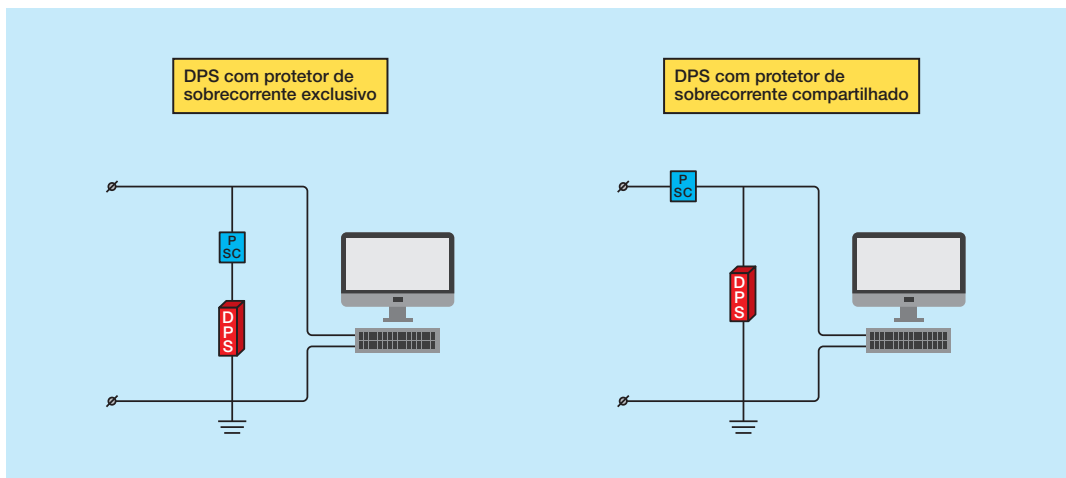 DPS com protetor de
sobrecorrente exclusivo
DPS com protetor de
sobrecorrente compartilhado
P
SC
D
P
S
P
SC
D
P
S